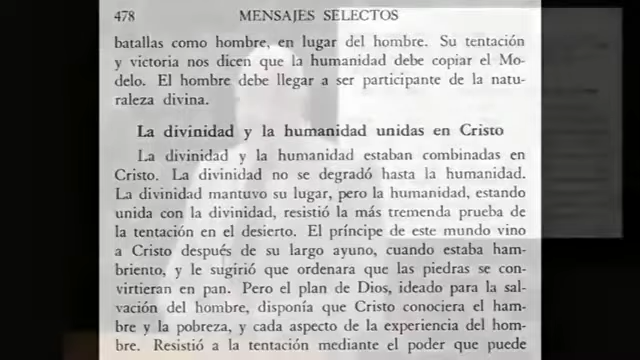 478 MENSAJES SELECTOS
batallas como hombre, en lugar del hombre. Su tentación
y victoria nos dicen que la humanidad debe copiar el Mo-
delo. El hombre debe llegar a ser participante de la natu-
raleza divina.
La divinidad y la humanidad unidas en Cristo
La divinidad y la humanidad estaban combinadas en
Cristo. La divinidad no se degradó hasta la humanidad.
La divinidad mantuvo su lugar, pero la humanidad, estando
unida con la divinidad, resistió la más tremenda prueba de
la tentación en el desierto. El príncipe de este mundo vino
a Cristo después de su largo ayuno, cuando estaba ham-
briento, y le sugirió que ordenara que las piedras se con-
virtieran en pan. Pero el plan de Dios, ideado para la sal-
vación del hombre, disponía que Cristo conociera el ham-
bre y la pobreza, y cada aspecto de la experiencia del hom-
bre. Resistió a la tentación mediante el poder que puede